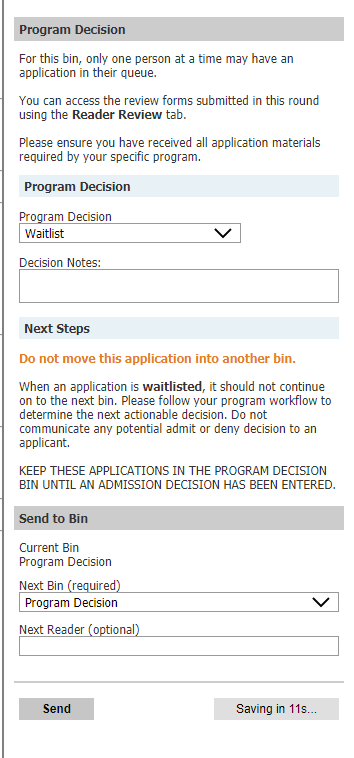 Program Decision
For this bin, only one person at a time may have an
application in their queue.
You can access the review forms submitted in this round
using the Reader Review tab.
Please ensure you have received all application materials
required by your specific program.
Program Decision
Program Decision
Waitlist
Decision Notes:
Next Steps
Do not move this application into another bin.
When an application is waitlisted, it should not continue
on to the next bin. Please follow your program workflow to
determine the next actionable decision. Do not
communicate any potential admit or deny decision to an
applicant.
KEEP THESE APPLICATIONS IN THE PROGRAM DECISION
BIN UNTIL AN ADMISSION DECISION HAS BEEN ENTERED.
Send to Bin
Current Bin
Program Decision
Next Bin (required)
Program Decision
Next Reader (optional)
Send
Saving in 11s...